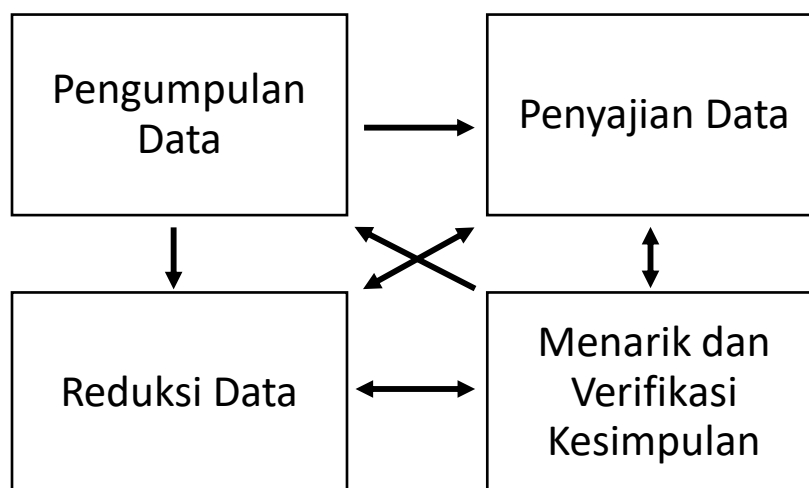 Pengumpulan
Data
Penyajian Data
Reduksi Data
Menarik dan
Verifikasi
Kesimpulan